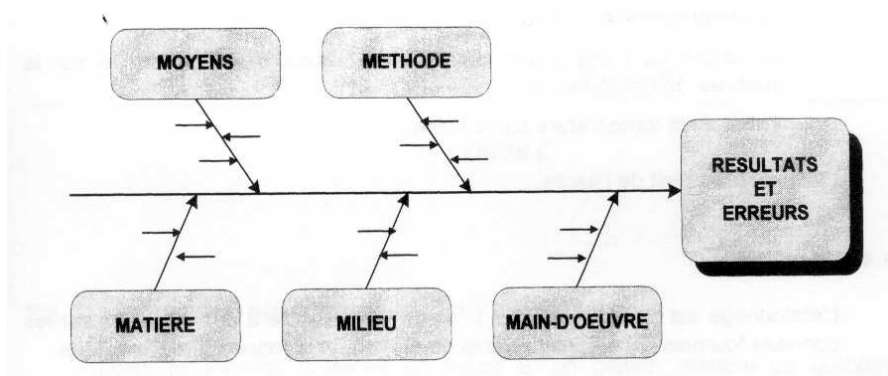 MOYENS
METHODE
RESULTATS
ET
ERREURS
MATIERE
MILIEU
MAIN-D'OEUVRE